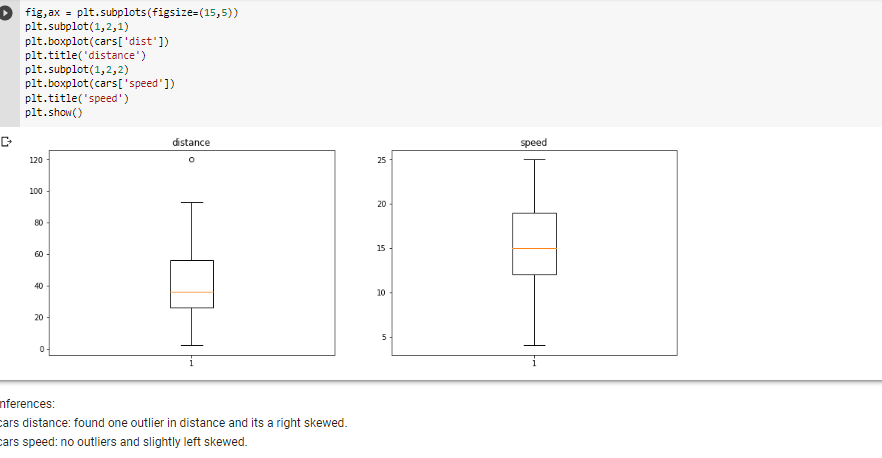 fig,ax = plt.subplots(figsize=(15,5))
plt.subplot(1,2,1)
plt.boxplot(cars['dist'])
plt.title('distance')
plt.subplot(1,2,2)
plt.boxplot(cars['speed'])
plt.title('speed')
plt.show()
distance
120
100
80
60
40
20
0
1
speed
25
20
15
10
5
1
nferences:
cars distance: found one outlier in distance and its a right skewed.
cars speed: no outliers and slightly left skewed.